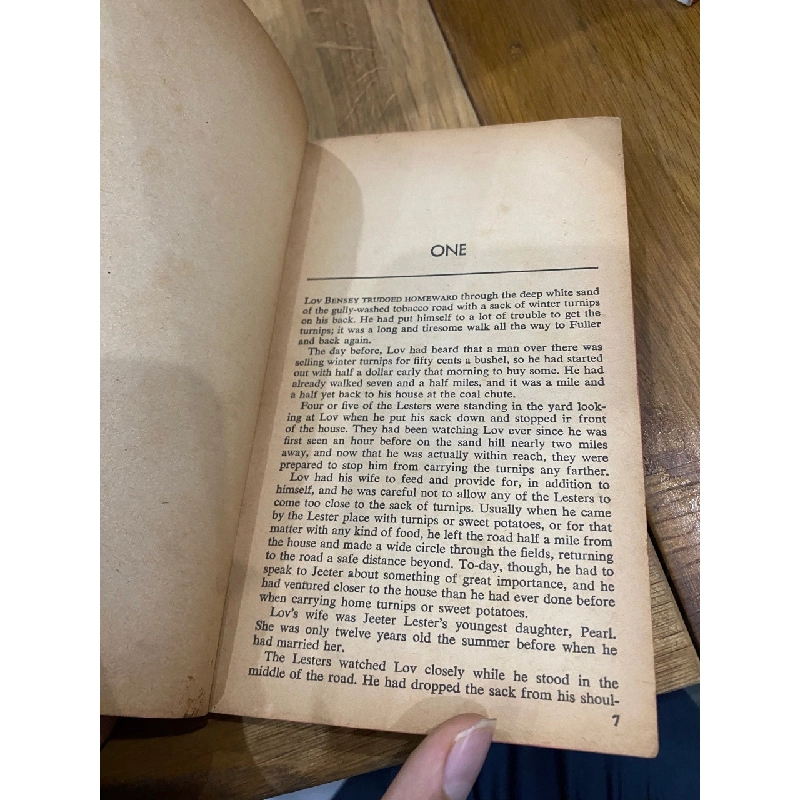 ONE
LOV BENSEY TRUDGED HOMEWARD through the deep white sand
of the gully-washed tobacco road with a sack of winter turnips
on his back. He had put himself to a lot of trouble to get the
turnips; it was a long and tiresome walk all the way to Fuller
and back again.
The day before, Lov had heard that a man over there was
selling winter turnips for fifty cents a bushel, so he had started
out with half a dollar early that morning to buy some. He had
already walked seven and a half miles, and it was a mile and
a half yet back to his house at the coal chute.
Four or five of the Lesters were standing in the yard look-
ing at Lov when he put his sack down and stopped in front
of the house. They had been watching Lov ever since he was
first seen an hour before on the sand hill nearly two miles
away, and now that he was actually within reach, they were
prepared to stop him from carrying the turnips any farther.
Lov had his wife to feed and provide for, in addition to
himself, and he was careful not to allow any of the Lesters to
come too close to the sack of turnips. Usually when he came
by the Lester place with turnips or sweet potatoes, or for that
matter with any kind of food, he left the road half a mile from
the house and made a wide circle through the fields, returning
to the road a safe distance beyond. To-day, though, he had to
speak to Jeeter about something of great importance, and he
had ventured closer to the house than he had ever done before
when carrying home turnips or sweet potatoes.
Lov's wife was Jeeter Lester's youngest daughter, Pearl.
She was only twelve years old the summer before when he
had married her.
The Lesters watched Lov closely while he stood in the
middle of the road. He had dropped the sack from his shoul-
7